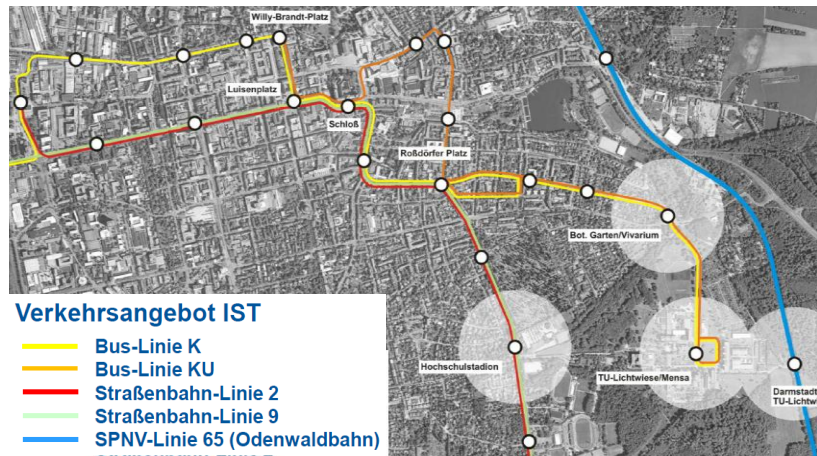 Willy-Brandt-Platz
Luisenplatz
Schloß
Roßdörfer Platz
Bot. Garten/Vivarium
Hochschulstadion
TU-Lichtwiese/Mensa
Darmstadt
TU-Lichtw
Verkehrsangebot IST
Bus-Linie K
Bus-Linie KU
Straßenbahn-Linie 2
Straßenbahn-Linie 9
SPNV-Linie 65 (Odenwaldbahn)